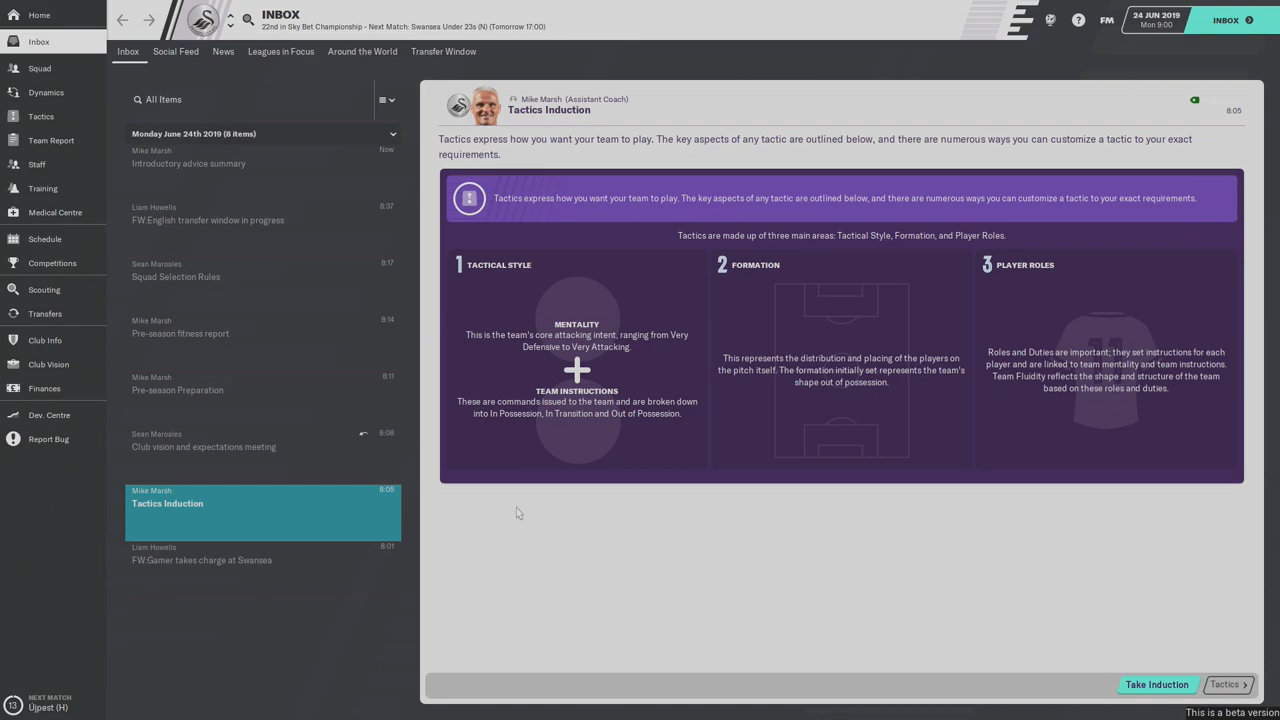 Home
Inbox
Squad
Dynamics
Tactics
Team Report
Staff
Training
Medical Centre
Schedule
Competitions
Scouting
Transfers
Club Info
Club Vision
Finances
Dev. Centre
Report Bug
13
NEXT MATCH
Újpest (H)
INBOX
22nd in Sky Bet Championship - Next Match: Swansea Under 23s (N) (Tomorrow 17:00)
FM
24 JUN 2019
Mon 9:00
INBOX
Inbox
Social Feed
News
Leagues in Focus
Around the World
Transfer Window
All Items
Monday June 24th 2019 (8 items)
Mike Marsh
Now
Introductory advice summary
Liam Howells
8:37
FW:English transfer window in progress
Sean Maroales
8:17
Squad Selection Rules
Mike Marsh
8:14
Pre-season fitness report
Mike Marsh
8:11
Pre-season Preparation
Sean Maroales
8:08
Club vision and expectations meeting
Mike Marsh
8:05
Tactics Induction
Liam Howells
8:01
FW:Gamer takes charge at Swansea
Mike Marsh (Assistant Coach)
Tactics Induction
8:05
Tactics express how you want your team to play. The key aspects of any tactic are outlined below, and there are numerous ways you can customize a tactic to your exact
requirements.
Tactics express how you want your team to play. The key aspects of any tactic are outlined below, and there are numerous ways you can customize a tactic to your exact requirements.
Tactics are made up of three main areas: Tactical Style, Formation, and Player Roles.
1 TACTICAL STYLE
MENTALITY
This is the team's core attacking intent, ranging from Very
Defensive to Very Attacking.
TEAM INSTRUCTIONS
These are commands issued to the team and are broken down
into In Possession, In Transition and Out of Possession.
2 FORMATION
This represents the distribution and placing of the players on
the pitch itself. The formation initially set represents the team's
shape out of possession.
3 PLAYER ROLES
11
Roles and Duties are important; they set instructions for each
player and are linked to team mentality and team instructions.
Team Fluidity reflects the shape and structure of the team
based on these roles and duties.
Take Induction
Tactics
This is a beta version